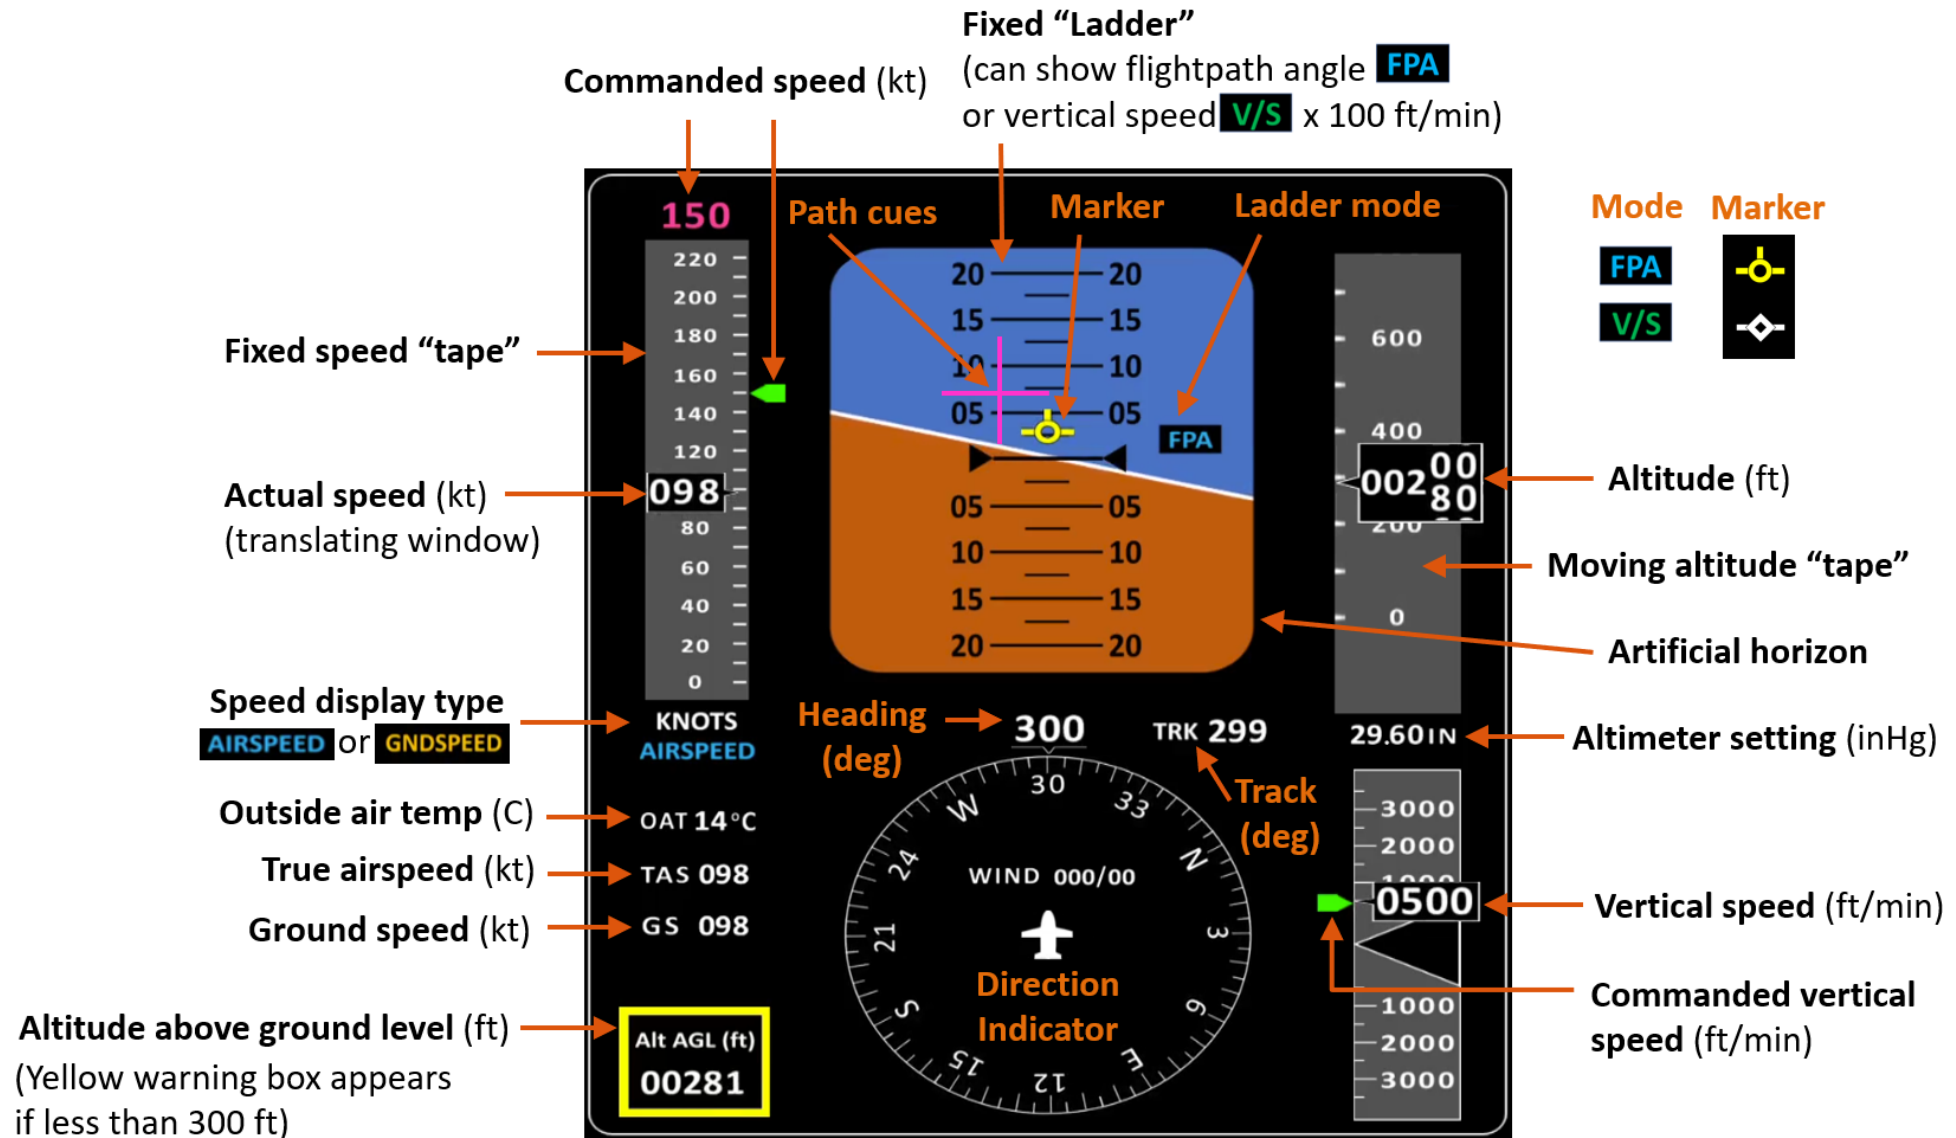 Fixed “Ladder”
(can show flightpath angle FPA
or vertical speed V/S x 100 ft/min)
Commanded speed (kt)
Path cues
Marker
Ladder mode
Mode Marker
FPA
V/S
Fixed speed “tape”
Actual speed (kt)
(translating window)
Speed display type
AIRSPEED or GNDSPEED
Outside air temp (C)
True airspeed (kt)
Ground speed (kt)
Altitude above ground level (ft)
(Yellow warning box appears
if less than 300 ft)
150
220
200
180
160
140
120
098
80
60
40
20
0
KNOTS
AIRSPEED
OAT 14°C
TAS 098
GS 098
Alt AGL (ft)
00281
20 20
15 15
10 10
05 05
FPA
05 05
10 10
15 15
20 20
Heading
(deg)
300
TRK 299
Track
(deg)
30
33
N
3
6
E
12
15
S
21
24
W
WIND 000/00
Direction
Indicator
600
400
002 00
80
200
0
29.60IN
3000
2000
1000
0500
1000
2000
3000
Altitude (ft)
Moving altitude “tape”
Artificial horizon
Altimeter setting (inHg)
Vertical speed (ft/min)
Commanded vertical
speed (ft/min)